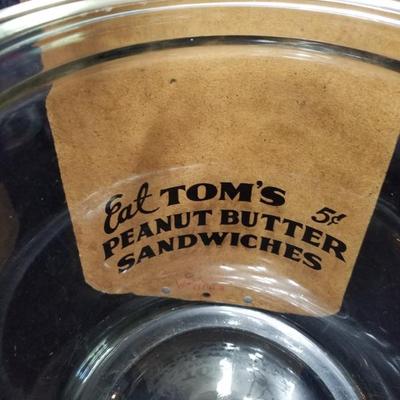 Eat TOM'S 5¢
PEANUT BUTTER
SANDWICHES